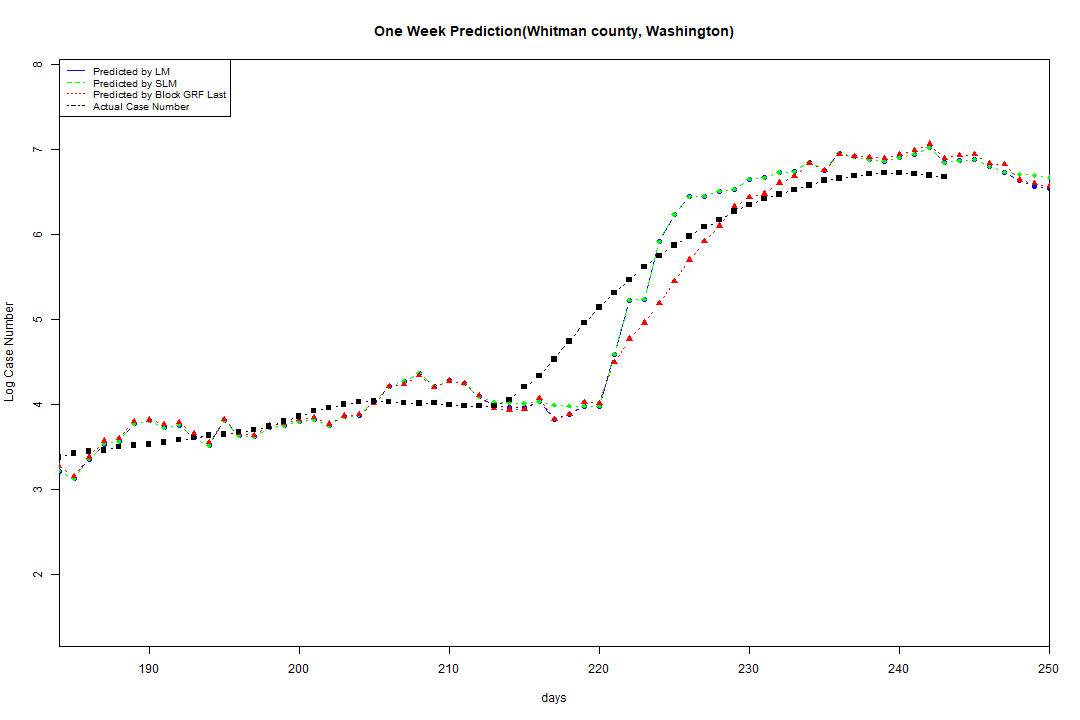 One Week Prediction(Whitman county, Washington)
Predicted by LM
Predicted by SLM
Predicted by Block GRF Last
Actual Case Number
8
7
6
5
4
3
2
Log Case Number
190 200 210 220 230 240 250
days